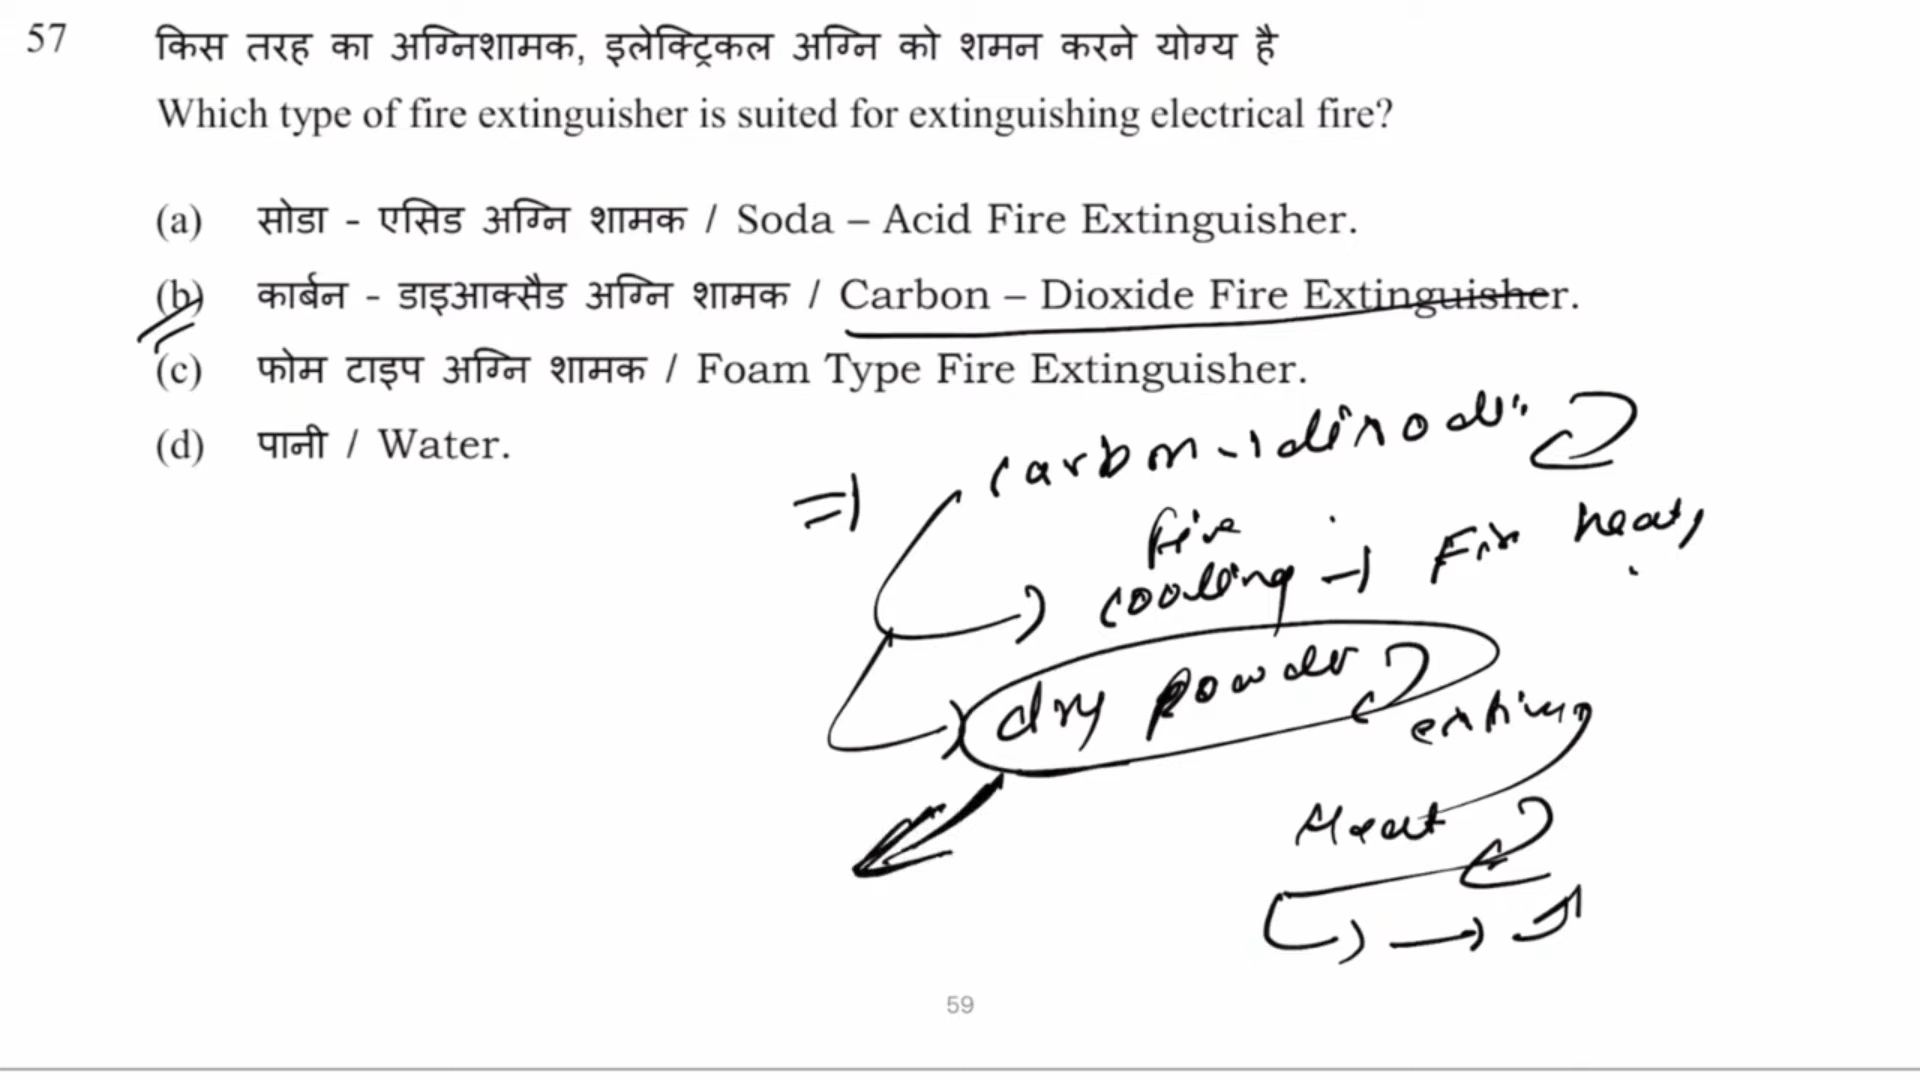 57 किस तरह का अग्निशामक, इलेक्ट्रिकल अग्नि को शमन करने योग्य है
Which type of fire extinguisher is suited for extinguishing electrical fire?
(a) सोडा - एसिड अग्नि शामक / Soda – Acid Fire Extinguisher.
(b) कार्बन - डाइआक्सैड अग्नि शामक / Carbon – Dioxide Fire Extinguisher.
(c) फोम टाइप अग्नि शामक / Foam Type Fire Extinguisher.
(d) पानी / Water.
carbon
fire
cooling → heat
dry powder
Heat
59